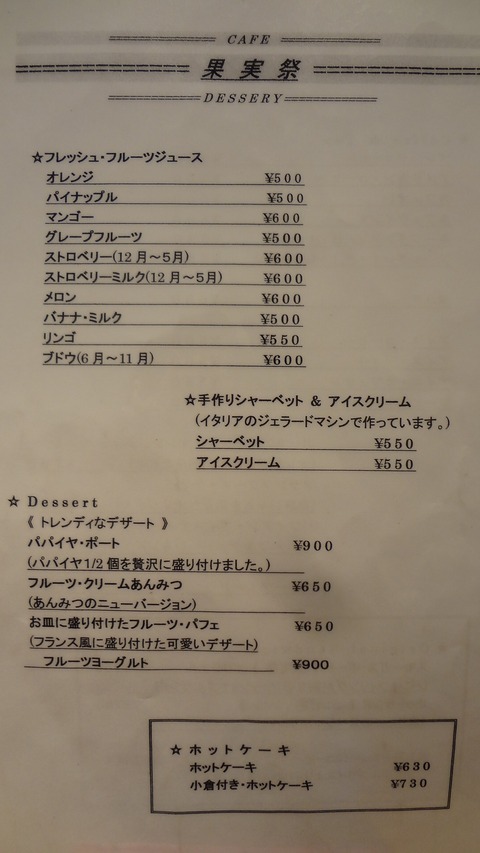 CAFE
果実祭
DESSERY
☆フレッシュ・フルーツジュース
オレンジ ¥500
パイナップル ¥500
マンゴー ¥600
グレープフルーツ ¥500
ストロベリー(12月～5月) ¥600
ストロベリーミルク(12月～5月) ¥600
メロン ¥600
バナナ・ミルク ¥500
リンゴ ¥550
ブドウ(6月～11月) ¥600
☆手作りシャーベット & アイスクリーム
(イタリアのジェラードマシンで作っています。)
シャーベット ¥550
アイスクリーム ¥550
☆ Dessert
《 トレンディなデザート 》
パパイヤ・ボート ¥900
(パパイヤ1/2個を贅沢に盛り付けました。)
フルーツ・クリームあんみつ ¥650
(あんみつのニューバージョン)
お皿に盛り付けたフルーツ・パフェ ¥650
(フランス風に盛り付けた可愛いデザート)
フルーツヨーグルト ¥900
☆ ホットケーキ
ホットケーキ ¥630
小倉付き・ホットケーキ ¥730